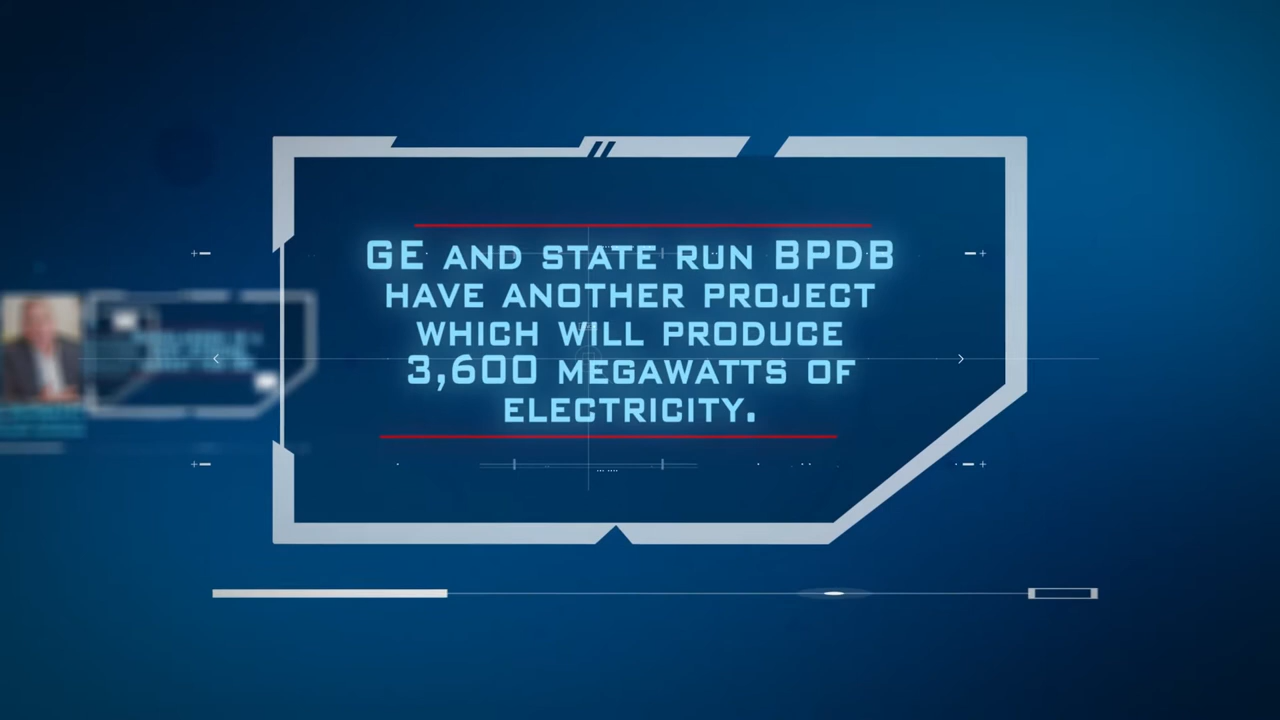 GE AND STATE RUN BPDB
HAVE ANOTHER PROJECT
WHICH WILL PRODUCE
3,600 MEGAWATTS OF
ELECTRICITY.